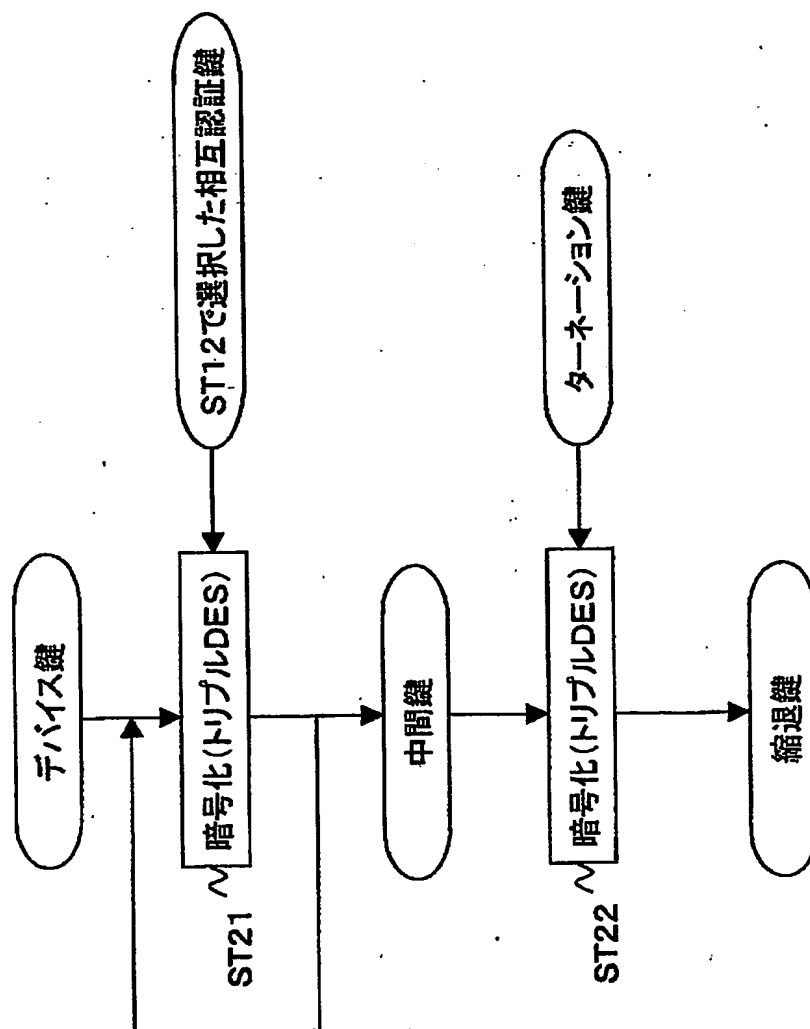 デバイス鍵
ST12で選択した相互認証鍵
暗号化(トリプルDES)
ST21
中間鍵
ターネーション鍵
暗号化(トリプルDES)
ST22
縮退鍵